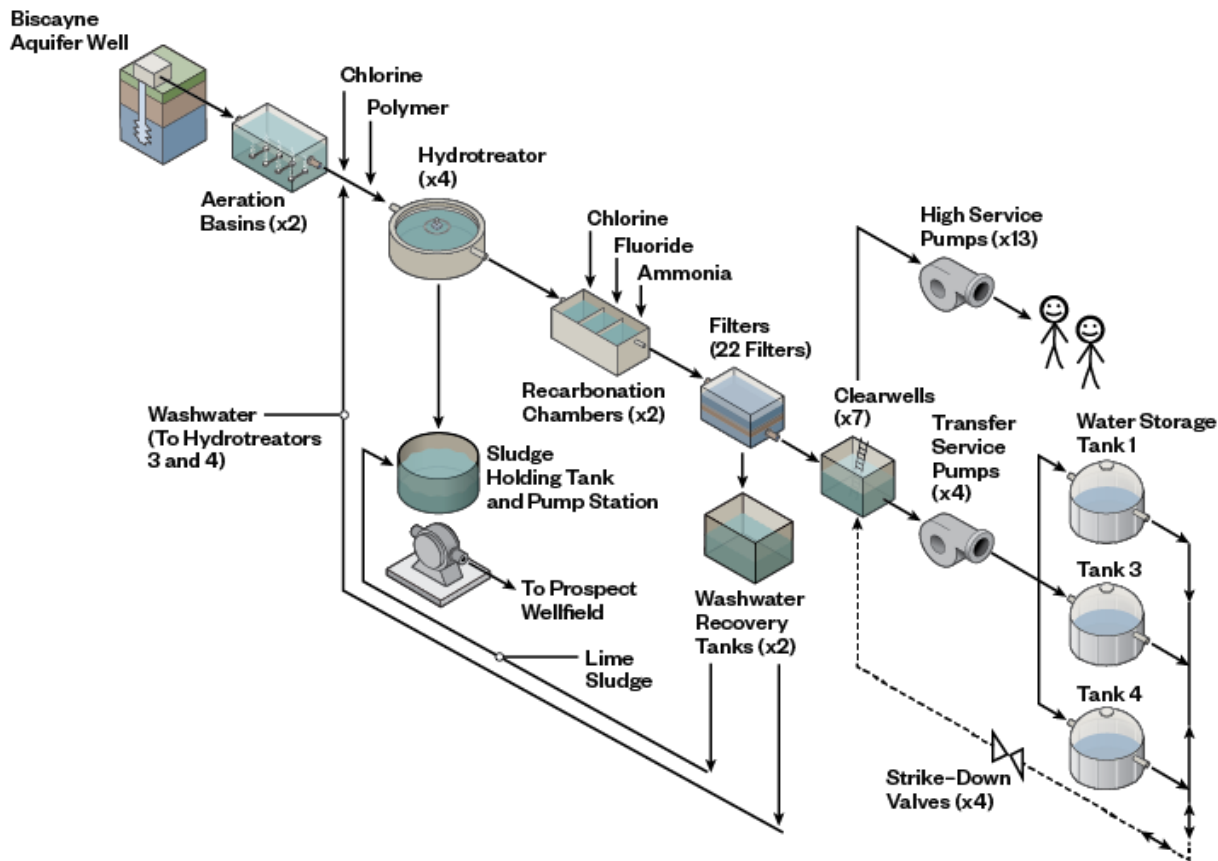 Biscayne
Aquifer Well
Chlorine
Polymer
Aeration
Basins (x2)
Hydrotreator
(x4)
Chlorine
Fluoride
Ammonia
Recarbonation
Chambers (x2)
Filters
(22 Filters)
High Service
Pumps (x13)
Clearwells
(x7)
Transfer
Service
Pumps
(x4)
Water Storage
Tank 1
Tank 3
Tank 4
Washwater
(To Hydrotreators
3 and 4)
Sludge
Holding Tank
and Pump Station
To Prospect
Wellfield
Lime
Sludge
Washwater
Recovery
Tanks (x2)
Strike-Down
Valves (x4)